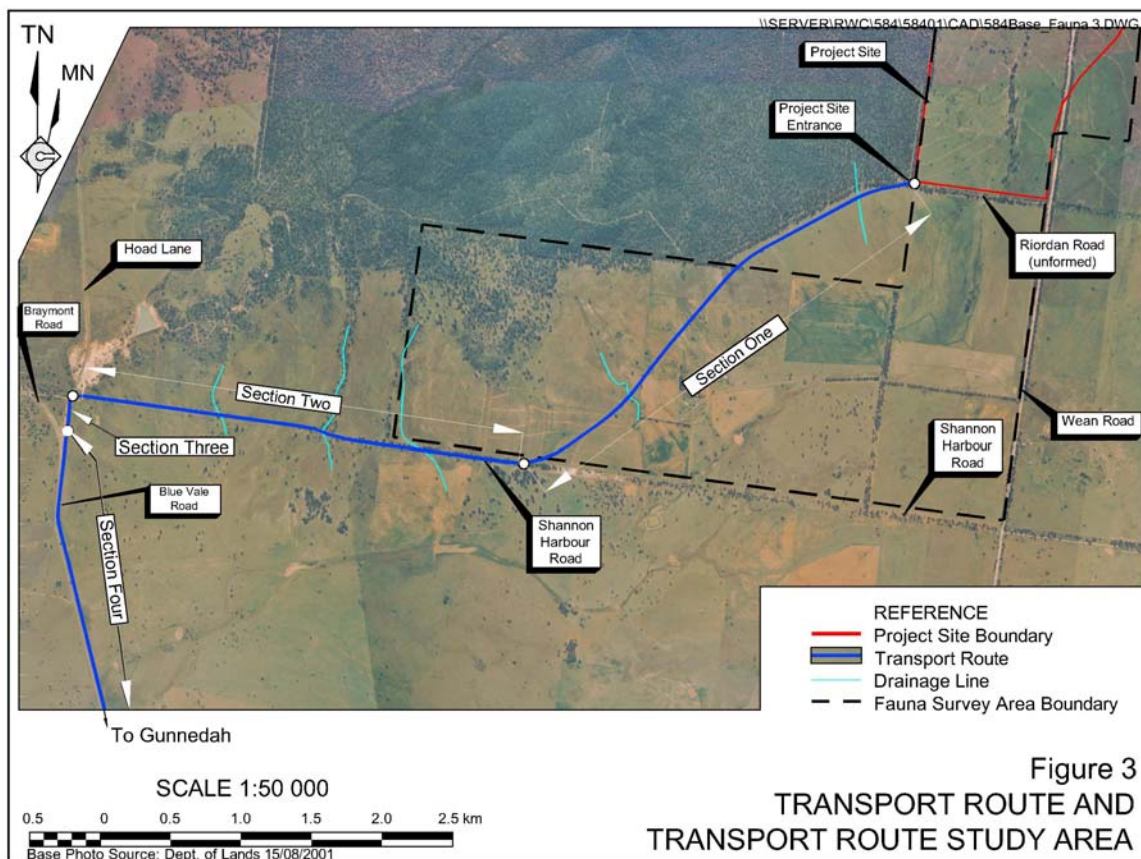 \\SERVER\RWC\584\58401\CAD\584Base_Fauna 3.DWG
TN
MN
Project Site
Project Site
Entrance
Hoad Lane
Riordan Road
(unformed)
Braymont
Road
Section One
Section Two
Section Three
Wean Road
Shannon
Harbour
Road
Blue Vale
Road
Shannon
Harbour
Road
Section Four
To Gunnedah
REFERENCE
Project Site Boundary
Transport Route
Drainage Line
Fauna Survey Area Boundary
SCALE 1:50 000
0.5 0 0.5 1.0 1.5 2.0 2.5 km
Base Photo Source: Dept. of Lands 15/08/2001
Figure 3
TRANSPORT ROUTE AND
TRANSPORT ROUTE STUDY AREA